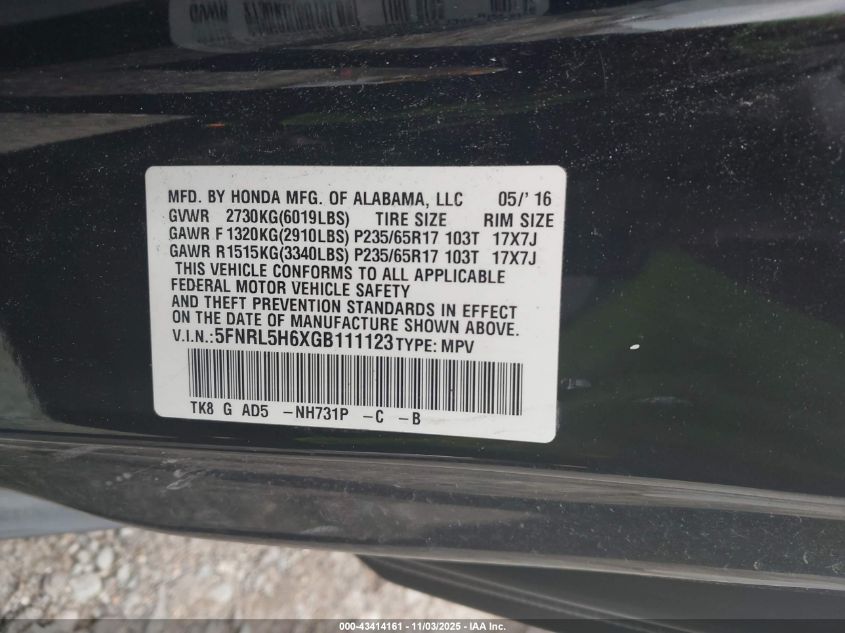 MFD. BY HONDA MFG. OF ALABAMA, LLC 05/' 16
GVWR 2730KG(6019LBS) TIRE SIZE RIM SIZE
GAWR F 1320KG(2910LBS) P235/65R17 103T 17X7J
GAWR R1515KG(3340LBS) P235/65R17 103T 17X7J
THIS VEHICLE CONFORMS TO ALL APPLICABLE
FEDERAL MOTOR VEHICLE SAFETY
AND THEFT PREVENTION STANDARDS IN EFFECT
ON THE DATE OF MANUFACTURE SHOWN ABOVE.
V.I.N.:5FNRL5H6XGB111123 TYPE: MPV
TK8 G AD5 -NH731P -C -B
000-43414161 - 11/03/2025 - IAA Inc.